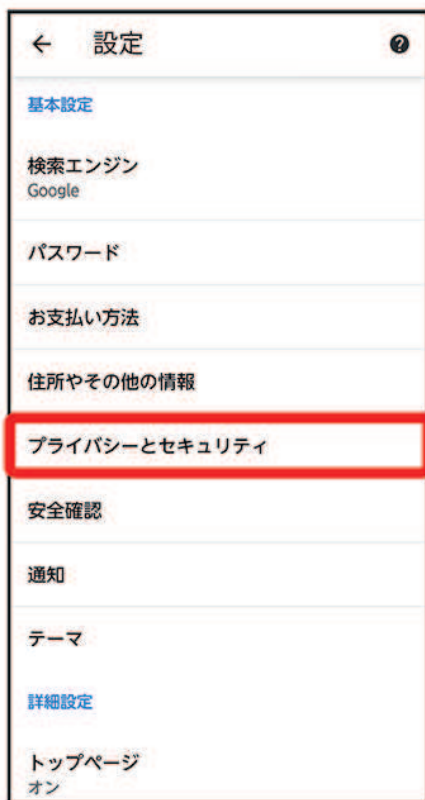 設定
基本設定
検索エンジン
Google
パスワード
お支払い方法
住所やその他の情報
プライバシーとセキュリティ
安全確認
通知
テーマ
詳細設定
トップページ
オン